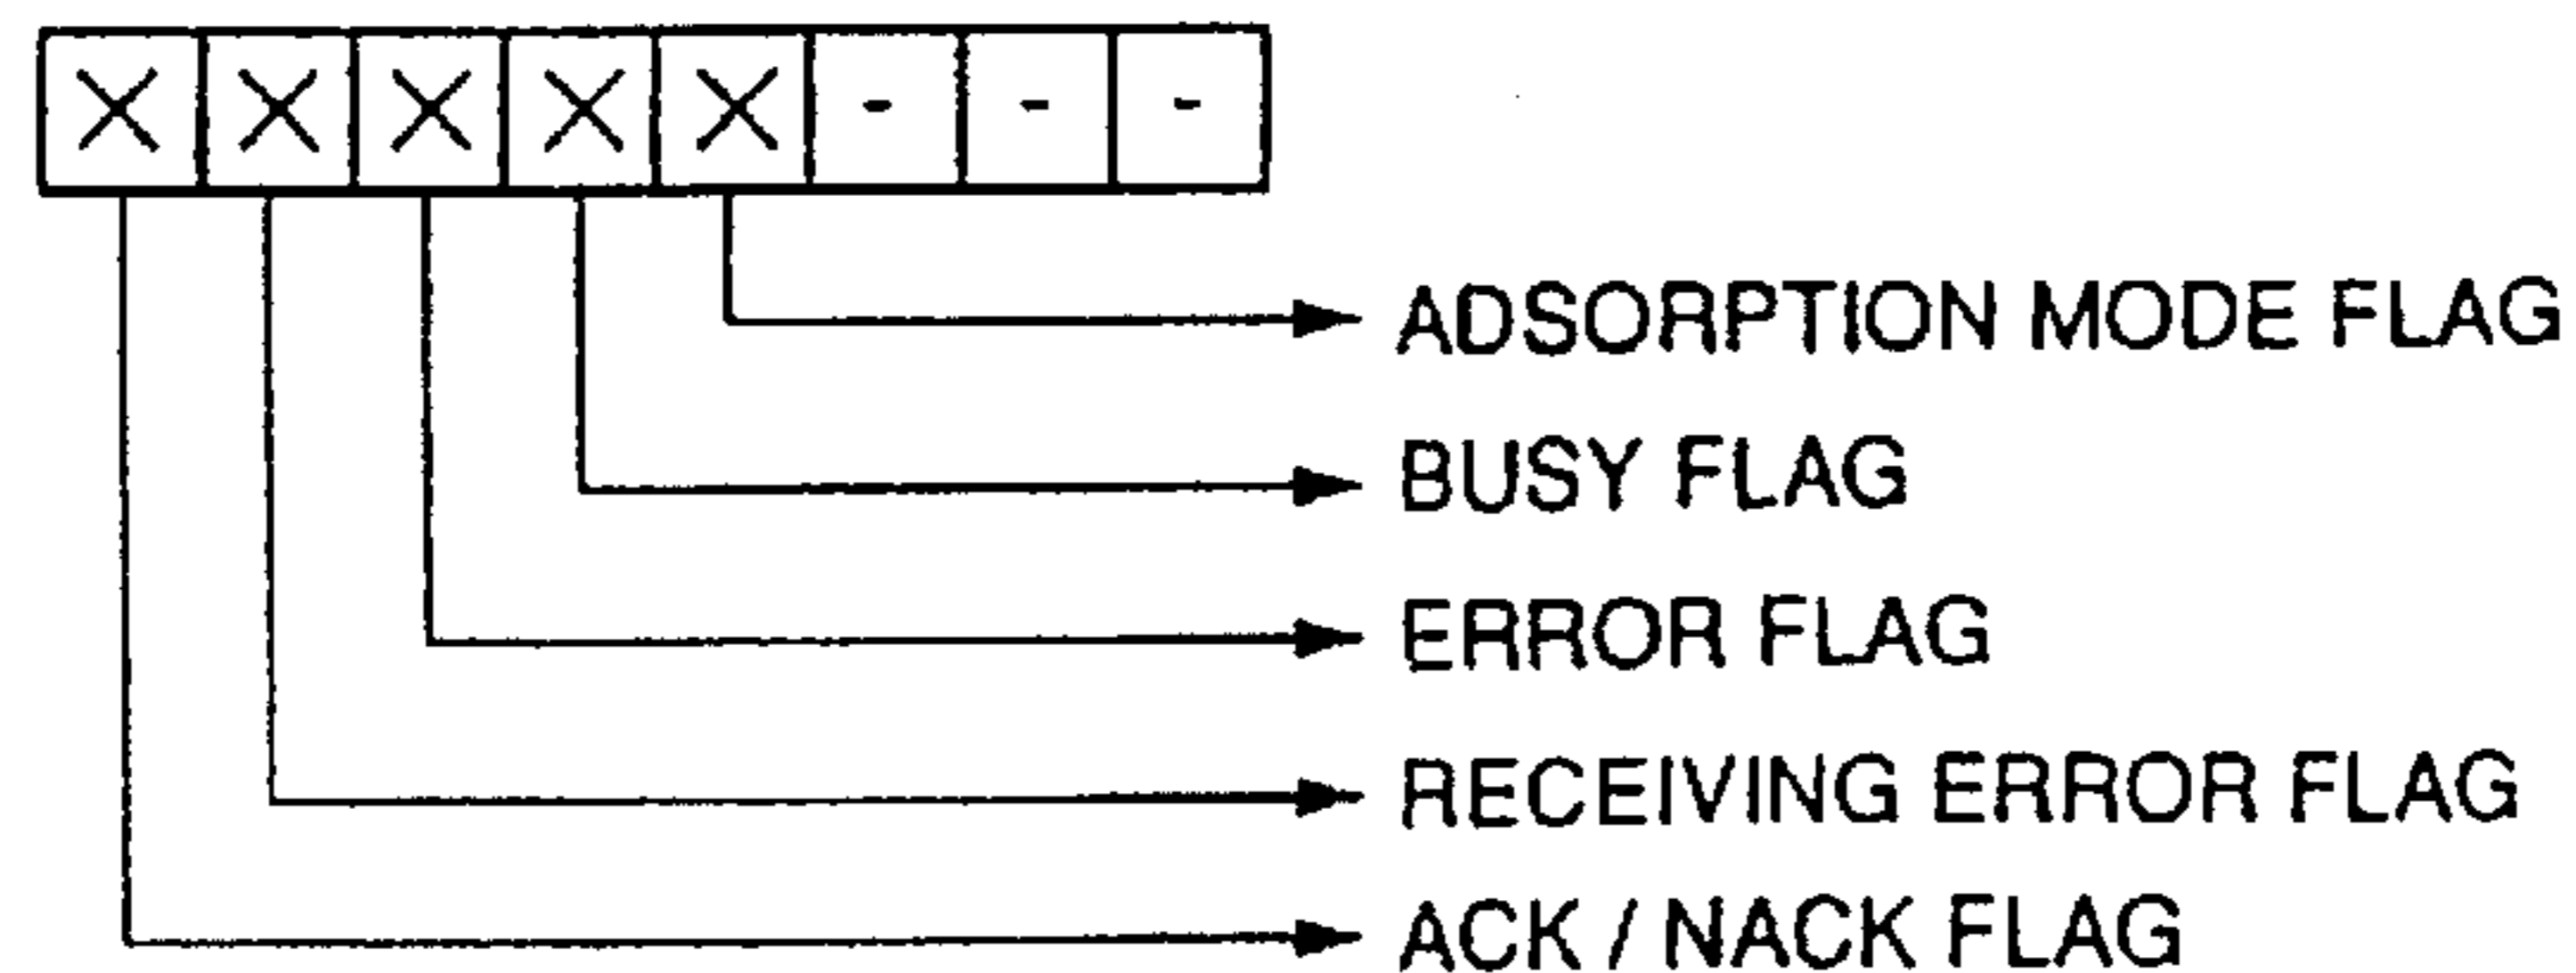 X X X X X - - -
ADSORPTION MODE FLAG
BUSY FLAG
ERROR FLAG
RECEIVING ERROR FLAG
ACK / NACK FLAG